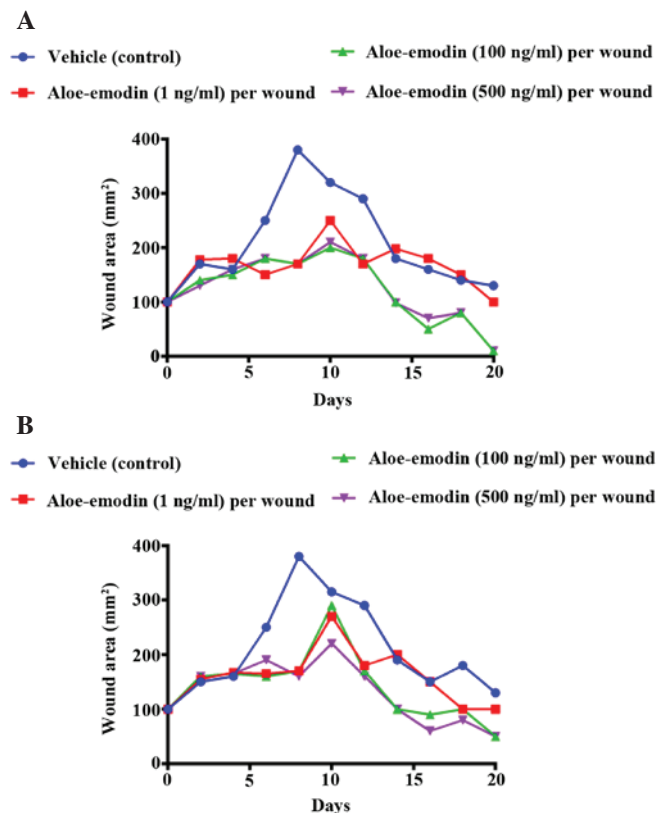 A
Vehicle (control)
Aloe-emodin (100 ng/ml) per wound
Aloe-emodin (1 ng/ml) per wound
Aloe-emodin (500 ng/ml) per wound
400
300
200
100
0
Wound area (mm²)
0
5
10
15
20
Days
B
Vehicle (control)
Aloe-emodin (100 ng/ml) per wound
Aloe-emodin (1 ng/ml) per wound
Aloe-emodin (500 ng/ml) per wound
400
300
200
100
0
Wound area (mm²)
0
5
10
15
20
Days